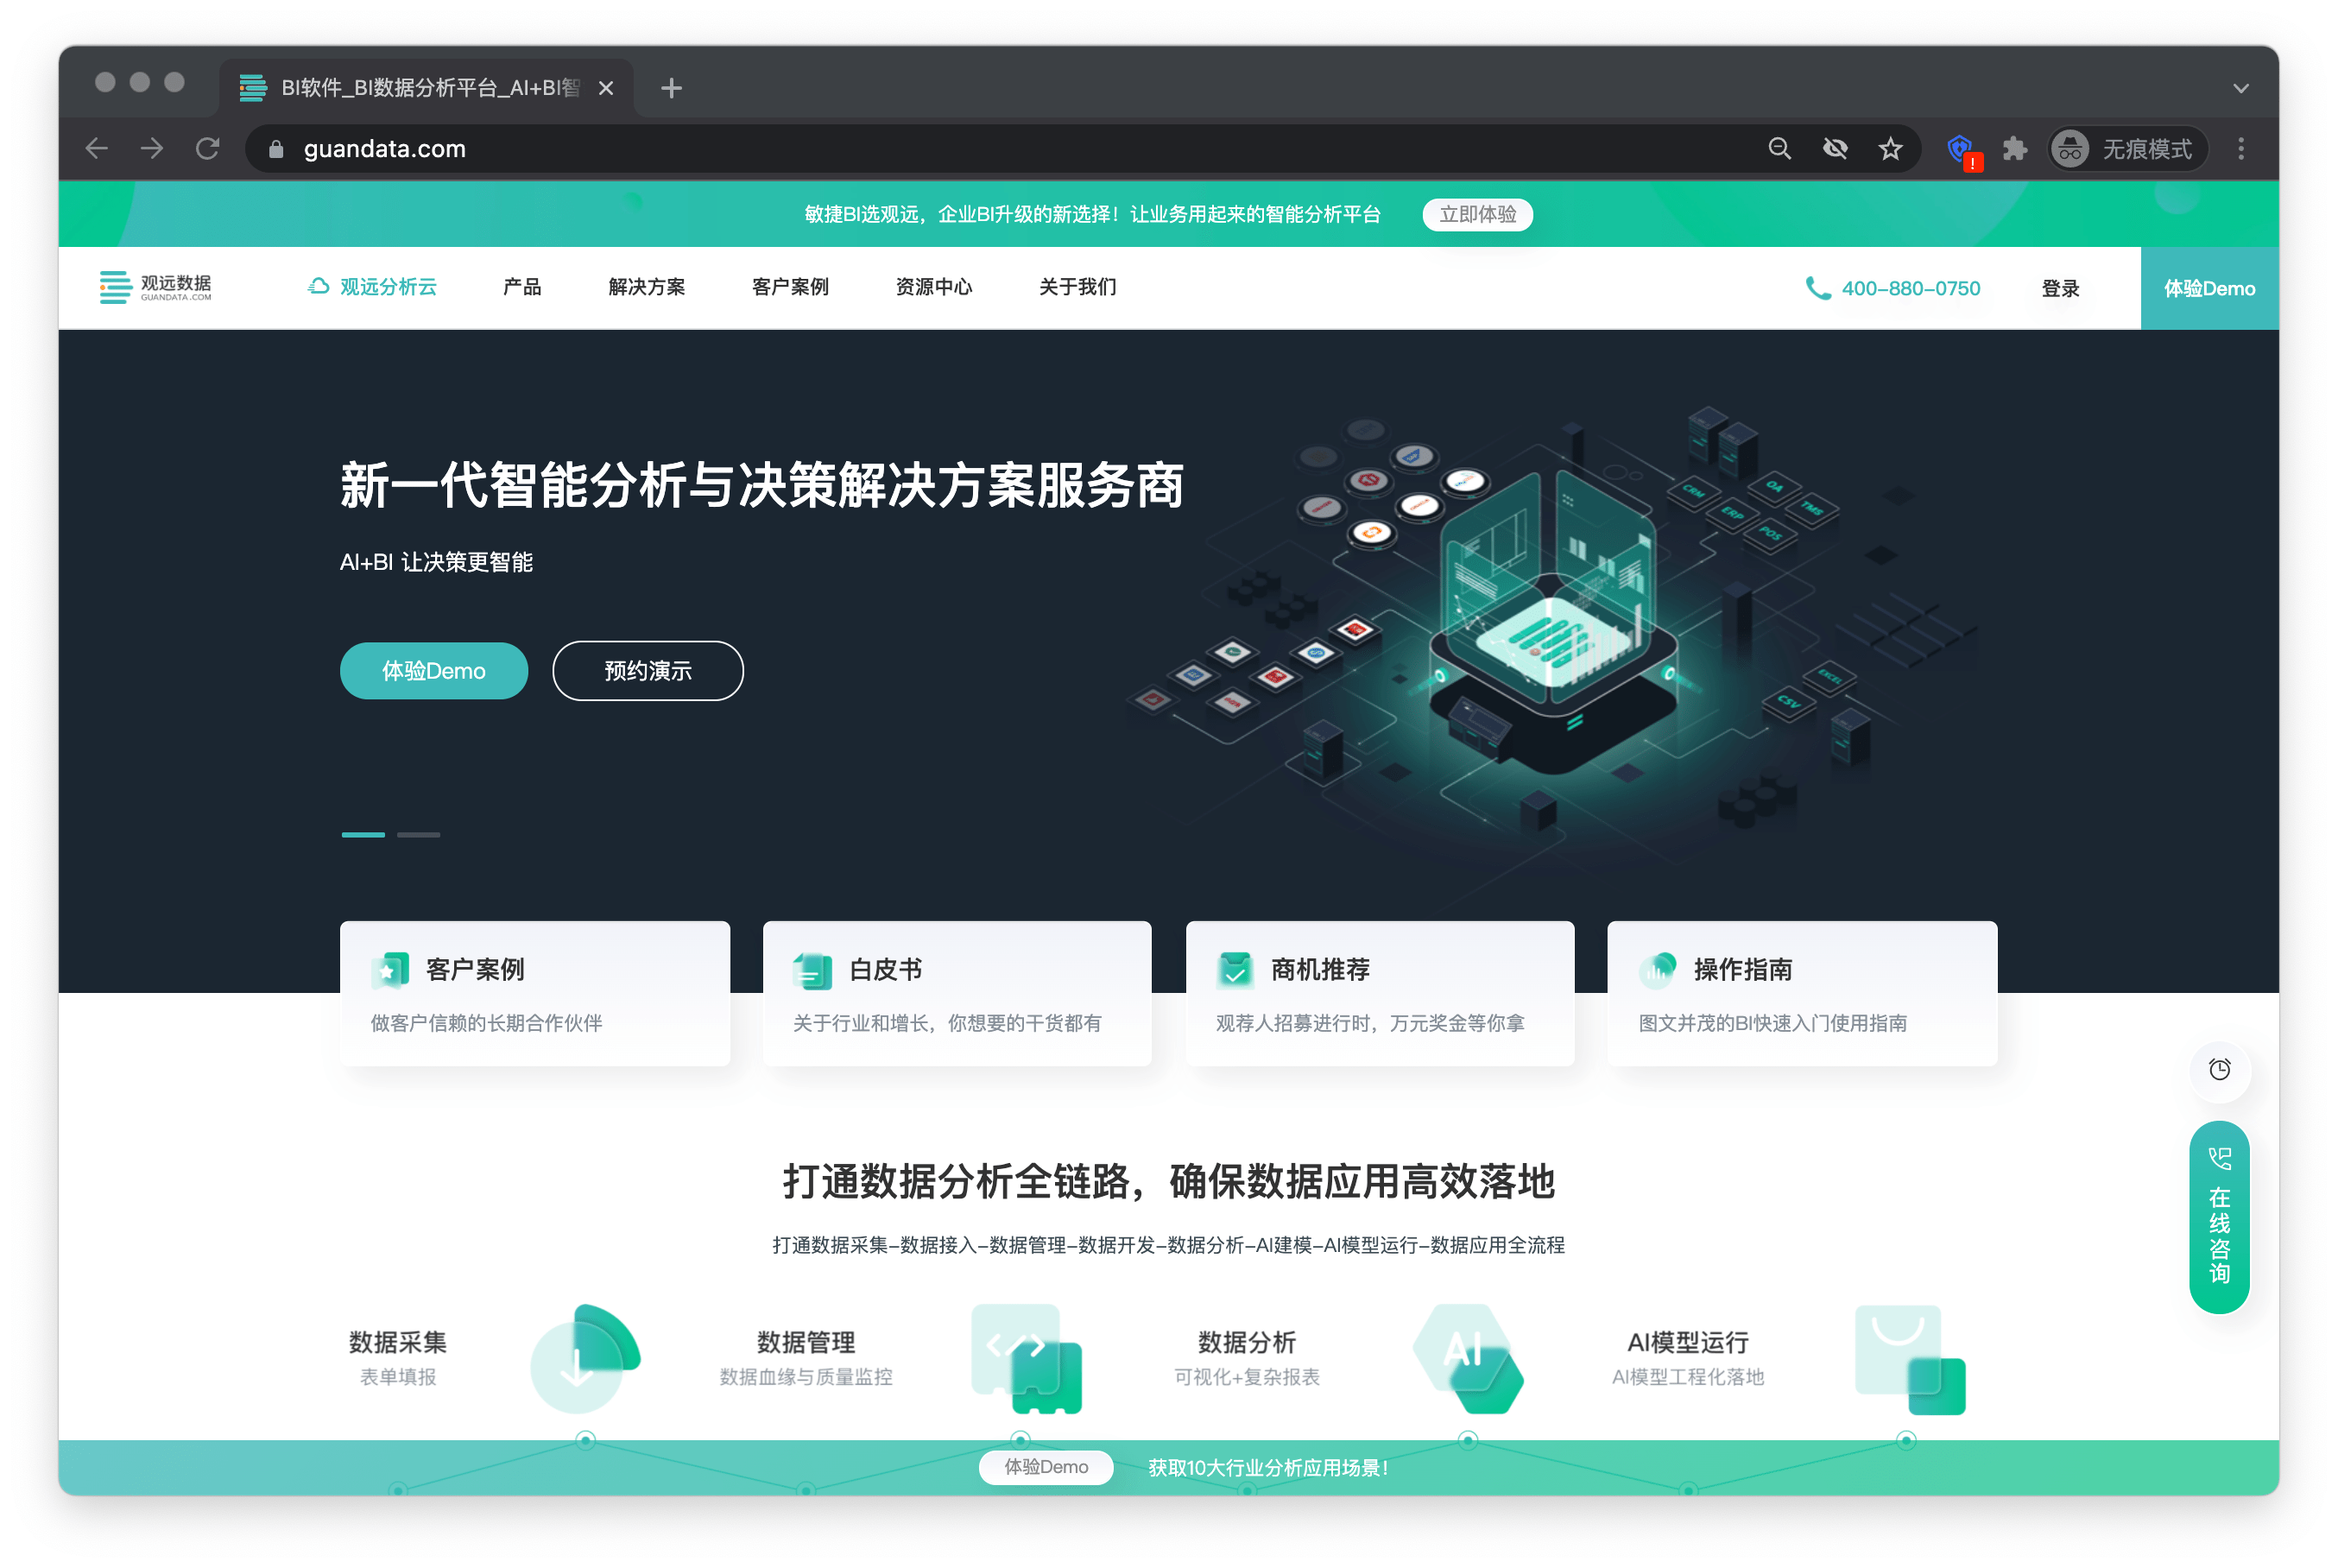 BI软件_BI数据分析平台_AI+BI智
guandata.com
无痕模式
敏捷BI选观远，企业BI升级的新选择！让业务用起来的智能分析平台
立即体验
观远数据
GUANDATA.COM
观远分析云
产品
解决方案
客户案例
资源中心
关于我们
400-880-0750
登录
体验Demo
新一代智能分析与决策解决方案服务商
AI+BI 让决策更智能
体验Demo
预约演示
CRM
OA
ERP
TMS
POS
EXCEL
CSV
客户案例
做客户信赖的长期合作伙伴
白皮书
关于行业和增长，你想要的干货都有
商机推荐
观荐人招募进行时，万元奖金等你拿
操作指南
图文并茂的BI快速入门使用指南
打通数据分析全链路，确保数据应用高效落地
打通数据采集-数据接入-数据管理-数据开发-数据分析-AI建模-AI模型运行-数据应用全流程
数据采集
表单填报
数据管理
数据血缘与质量监控
数据分析
可视化+复杂报表
AI
AI模型运行
AI模型工程化落地
在线咨询
体验Demo
获取10大行业分析应用场景！